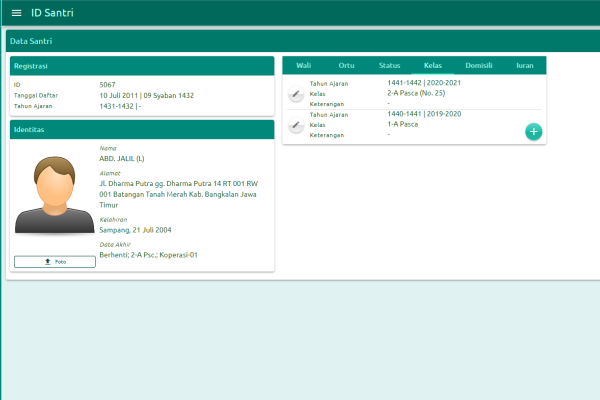 ID Santri
Data Santri
Registrasi
ID 5067
Tanggal Daftar 10 Juli 2011 | 09 Syaban 1432
Tahun Ajaran 1431-1432 | -
Identitas
Nama
ABD. JALIL (L)
Alamat
Jl. Dharma Putra gg. Dharma Putra 14 RT 001 RW
001 Batangan Tanah Merah Kab. Bangkalan Jawa
Timur
Kelahiran
Sampang, 21 Juli 2004
Data Akhir
Berhenti; 2-A Psc.; Koperasi-01
Foto
Wali Ortu Status Kelas Domisili Iuran
Tahun Ajaran 1441-1442 | 2020-2021
Kelas 2-A Pasca (No. 25)
Keterangan -
Tahun Ajaran 1440-1441 | 2019-2020
Kelas 1-A Pasca
Keterangan -